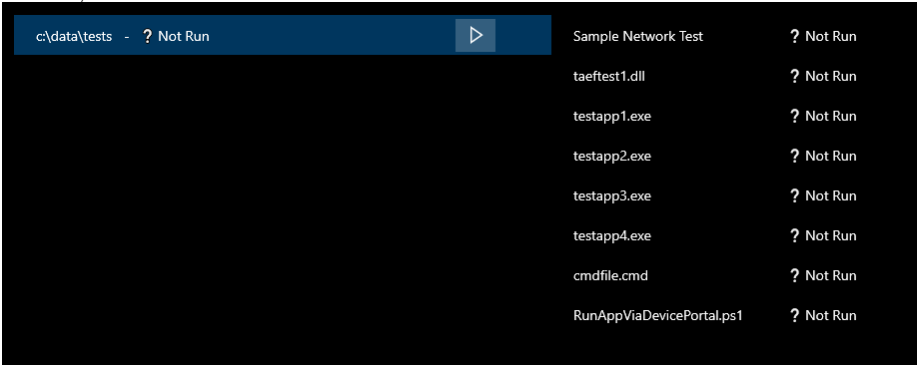 c:\data\tests - ? Not Run
Sample Network Test ? Not Run
taeftest1.dll ? Not Run
testapp1.exe ? Not Run
testapp2.exe ? Not Run
testapp3.exe ? Not Run
testapp4.exe ? Not Run
cmdfile.cmd ? Not Run
RunAppViaDevicePortal.ps1 ? Not Run